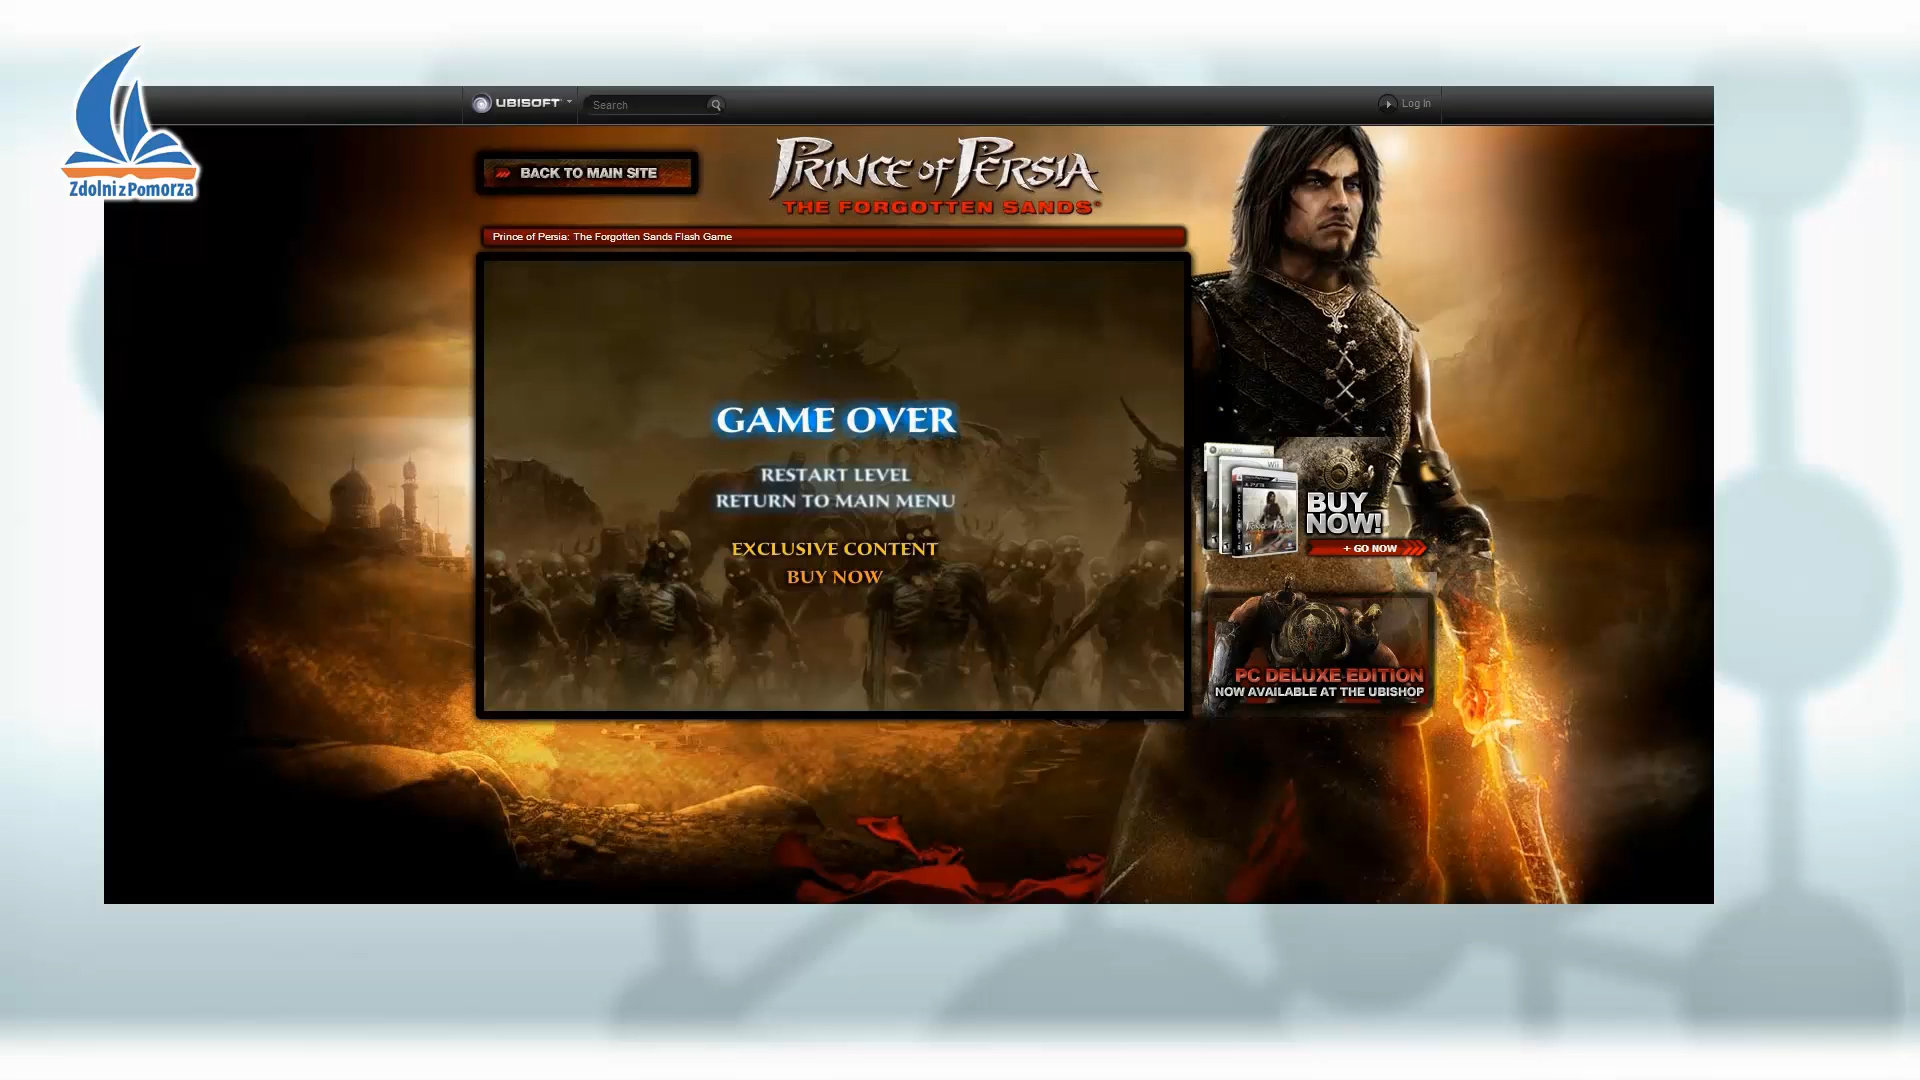 Zdolni z Pomorza
UBISOFT
Search
Log In
BACK TO MAIN SITE
PRINCE OF PERSIA
THE FORGOTTEN SANDS
Prince of Persia: The Forgotten Sands Flash Game
GAME OVER
RESTART LEVEL
RETURN TO MAIN MENU
EXCLUSIVE CONTENT
BUY NOW
Wii
BUY
NOW!
+ GO NOW
PC DELUXE EDITION
NOW AVAILABLE AT THE UBISHOP